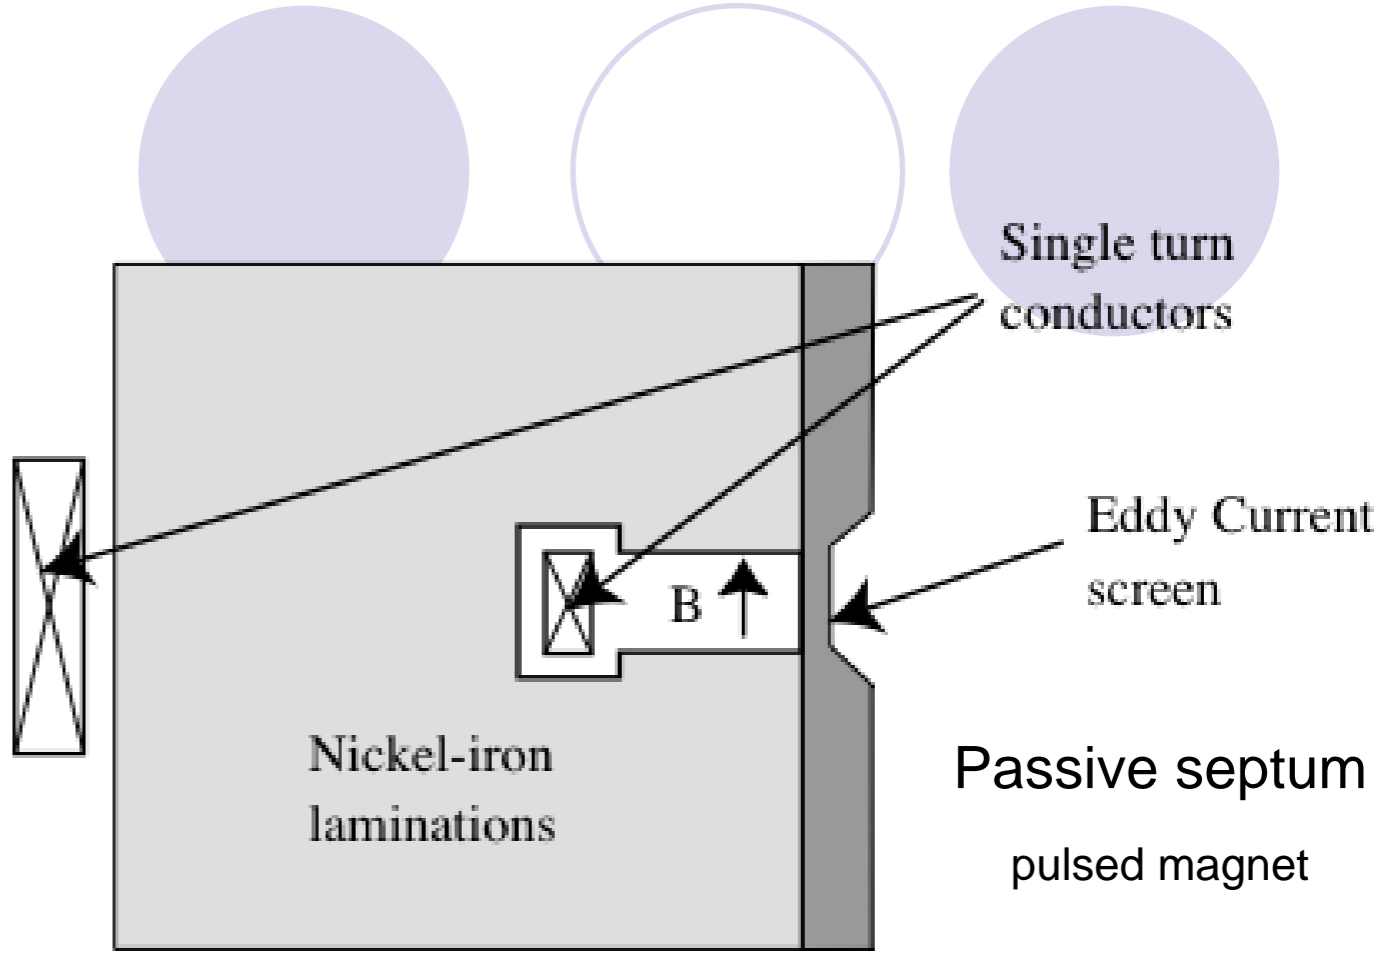 Single turn
conductors
Eddy Current
screen
B
Nickel-iron
laminations
Passive septum
pulsed magnet